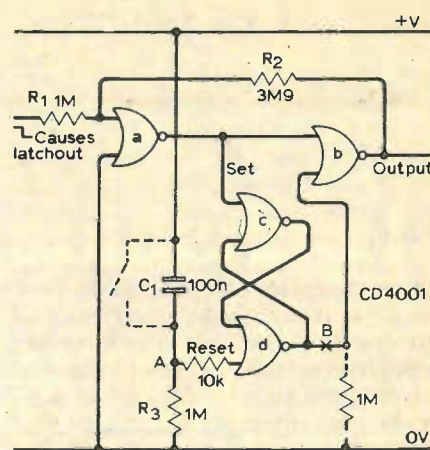 +V
R2
3M9
R1 1M
a
b
Causes
latchout
Output
Set
c
C1 100n
CD4001
B
d
A
Reset
10k
R3 1M
1M
0V